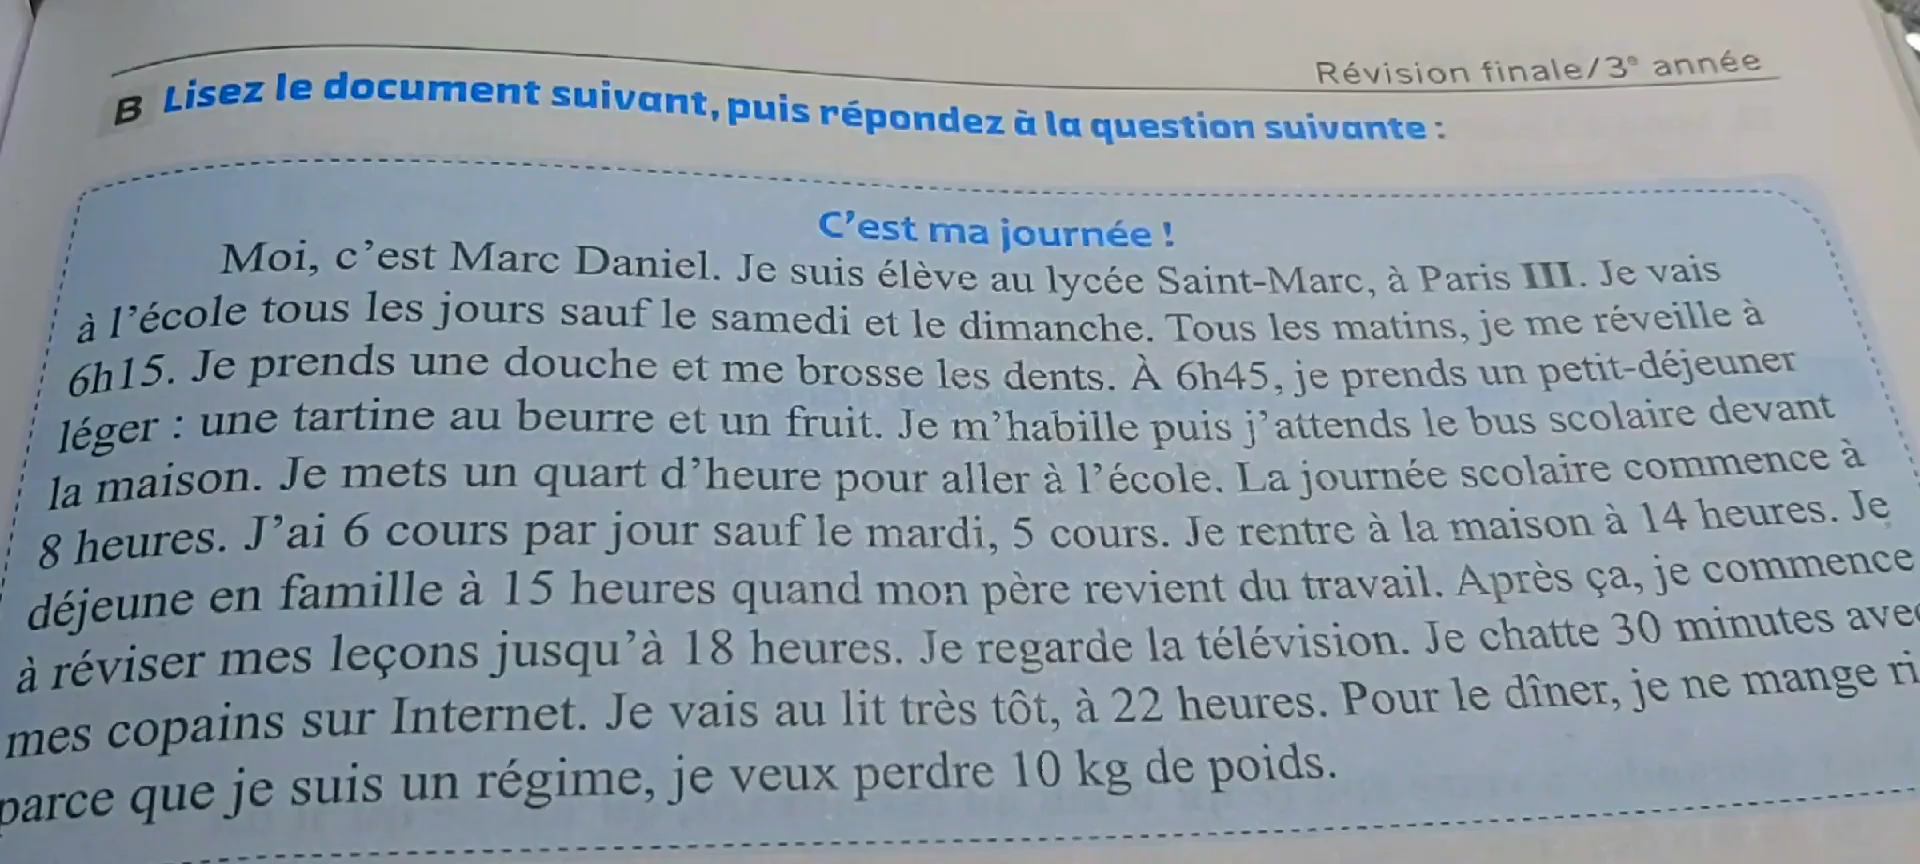 Révision finale/3e année
B Lisez le document suivant, puis répondez à la question suivante :
C'est ma journée !
Moi, c'est Marc Daniel. Je suis élève au lycée Saint-Marc, à Paris III. Je vais
à l'école tous les jours sauf le samedi et le dimanche. Tous les matins, je me réveille à
6h15. Je prends une douche et me brosse les dents. À 6h45, je prends un petit-déjeuner
léger : une tartine au beurre et un fruit. Je m'habille puis j'attends le bus scolaire devant
la maison. Je mets un quart d'heure pour aller à l'école. La journée scolaire commence à
8 heures. J'ai 6 cours par jour sauf le mardi, 5 cours. Je rentre à la maison à 14 heures. Je
déjeune en famille à 15 heures quand mon père revient du travail. Après ça, je commence
à réviser mes leçons jusqu'à 18 heures. Je regarde la télévision. Je chatte 30 minutes avec
mes copains sur Internet. Je vais au lit très tôt, à 22 heures. Pour le dîner, je ne mange ri
parce que je suis un régime, je veux perdre 10 kg de poids.